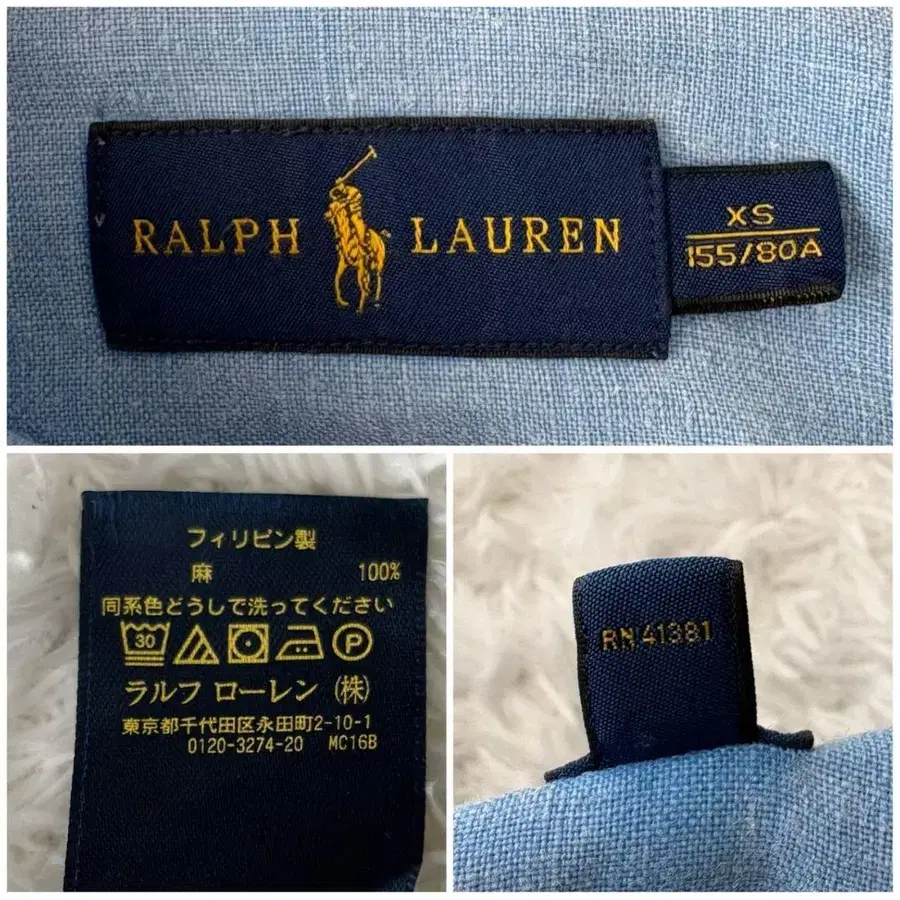 RALPH LAUREN
XS
155/80A
フィリピン製
麻 100%
同系色どうしで洗ってください
30 P
ラルフ ローレン (株)
東京都千代田区永田町2-10-1
0120-3274-20 MC16B
RN 41381